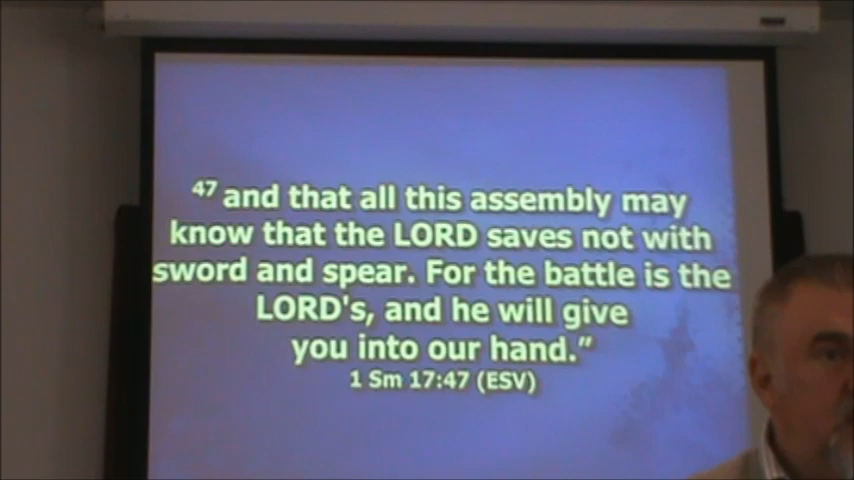 47 and that all this assembly may
know that the LORD saves not with
sword and spear. For the battle is the
LORD's, and he will give
you into our hand.”
1 Sm 17:47 (ESV)